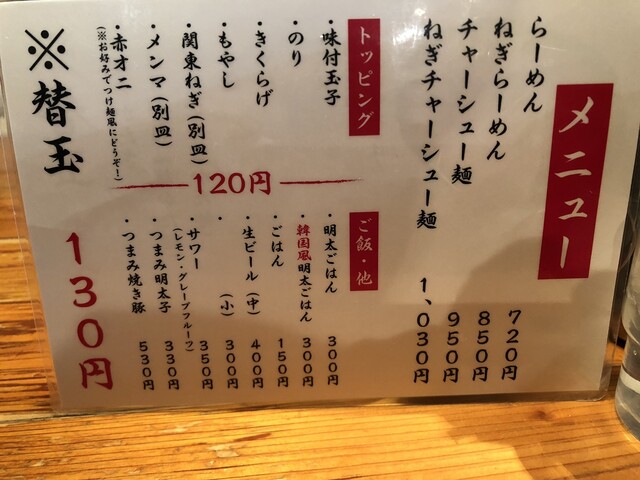 メニュー
らーめん 720円
ねぎらーめん 850円
チャーシュー麺 950円
ねぎチャーシュー麺 1、030円
トッピング
・味付玉子
・のり
・きくらげ
・もやし
・関東ねぎ(別皿)
・メンマ(別皿)
・赤オニ
(※お好みでつけ麺風にどうぞ!)
120円
ご飯・他
・明太ごはん 300円
・韓国風明太ごはん 300円
・ごはん 150円
・生ビール(中) 400円
・ (小) 300円
・サワー 350円
(レモン・グレープフルーツ)
・つまみ明太子 330円
・つまみ焼き豚 530円
※替玉 130円